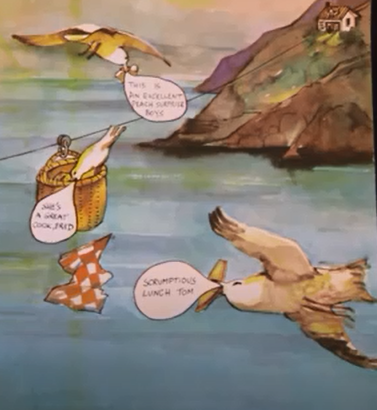 THIS IS
AN EXCELLENT
PEACH SURPRISE
BOYS
SHE'S
A GREAT
COOK, FRED
SCRUMPTIOUS
LUNCH TOM